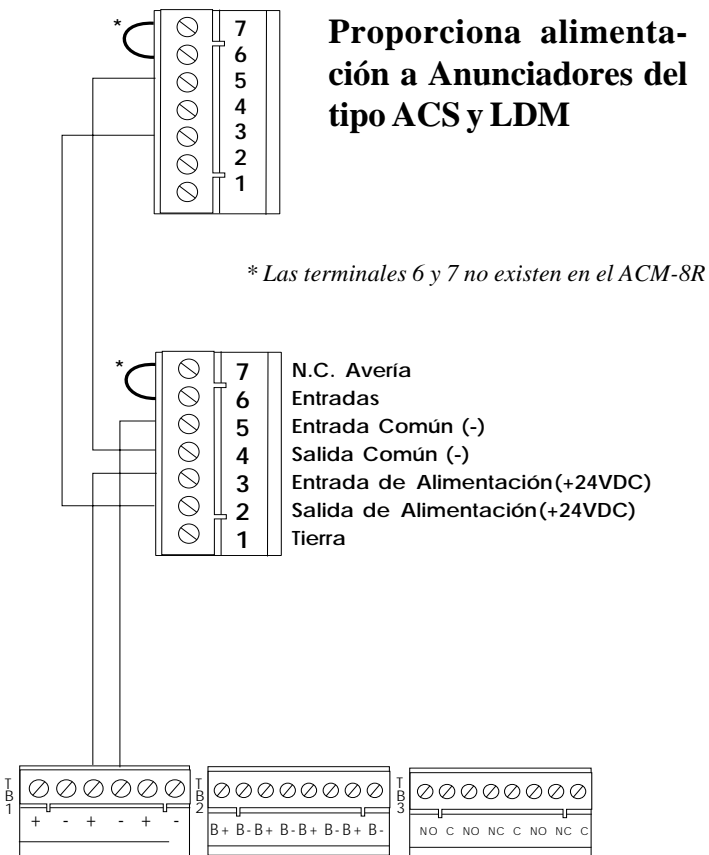 Proporciona alimenta-
ción a Anunciadores del
tipo ACS y LDM
*
7
6
5
4
3
2
1
* Las terminales 6 y 7 no existen en el ACM-8R
*
7 N.C. Avería
6 Entradas
5 Entrada Común (-)
4 Salida Común (-)
3 Entrada de Alimentación(+24VDC)
2 Salida de Alimentación(+24VDC)
1 Tierra
TB1
+ - + - + -
TB2
B+ B- B+ B- B+ B- B+ B-
TB3
NO C NO NC C NO NC C